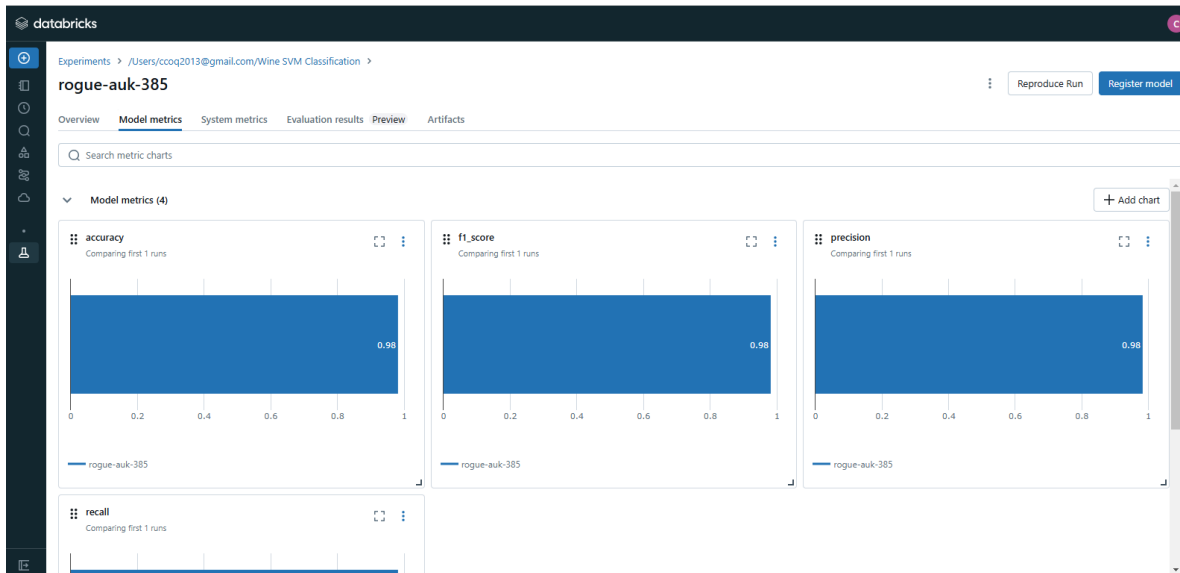 databricks
C
Experiments > /Users/ccoq2013@gmail.com/Wine SVM Classification >
rogue-auk-385
Reproduce Run
Register model
Overview Model metrics System metrics Evaluation results Preview Artifacts
Search metric charts
Model metrics (4)
+ Add chart
accuracy
Comparing first 1 runs
0.98
0 0.2 0.4 0.6 0.8 1
rogue-auk-385
f1_score
Comparing first 1 runs
0.98
0 0.2 0.4 0.6 0.8 1
rogue-auk-385
precision
Comparing first 1 runs
0.98
0 0.2 0.4 0.6 0.8 1
rogue-auk-385
recall
Comparing first 1 runs